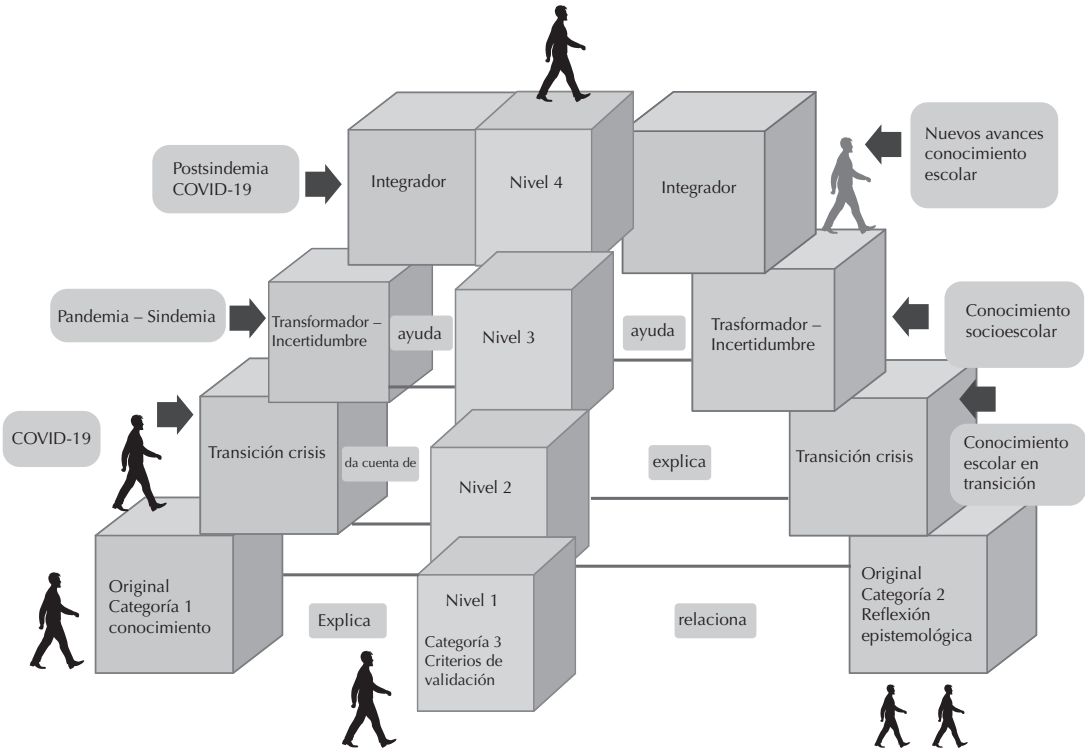 Postsindemia
COVID-19
Integrador
Nivel 4
Integrador
Nuevos avances
conocimiento
escolar
Pandemia – Sindemia
Transformador –
Incertidumbre
ayuda
Nivel 3
ayuda
Trasformador –
Incertidumbre
Conocimiento
socioescolar
COVID-19
Transición crisis
da cuenta de
Nivel 2
explica
Transición crisis
Conocimiento
escolar en
transición
Original
Categoría 1
conocimiento
Explica
Nivel 1
Categoría 3
Criterios de
validación
relaciona
Original
Categoría 2
Reflexión
epistemológica